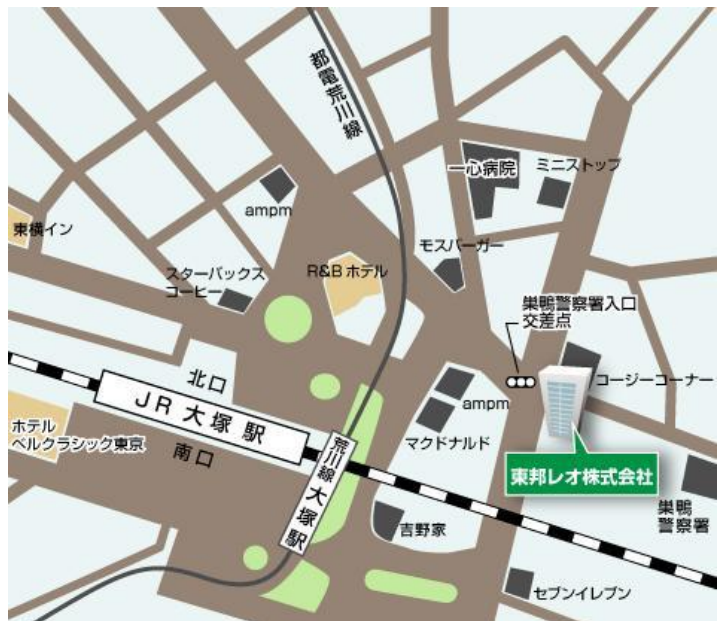 都電荒川線
一心病院
ミニストップ
ampm
東横イン
モスバーガー
スターバックス
コーヒー
R&Bホテル
巣鴨警察署入口
交差点
コージーコーナー
北口
JR大塚駅
南口
ampm
マクドナルド
ホテル
ベルクラシック東京
荒川線 大塚駅
東邦レオ株式会社
巣鴨
警察署
吉野家
セブンイレブン